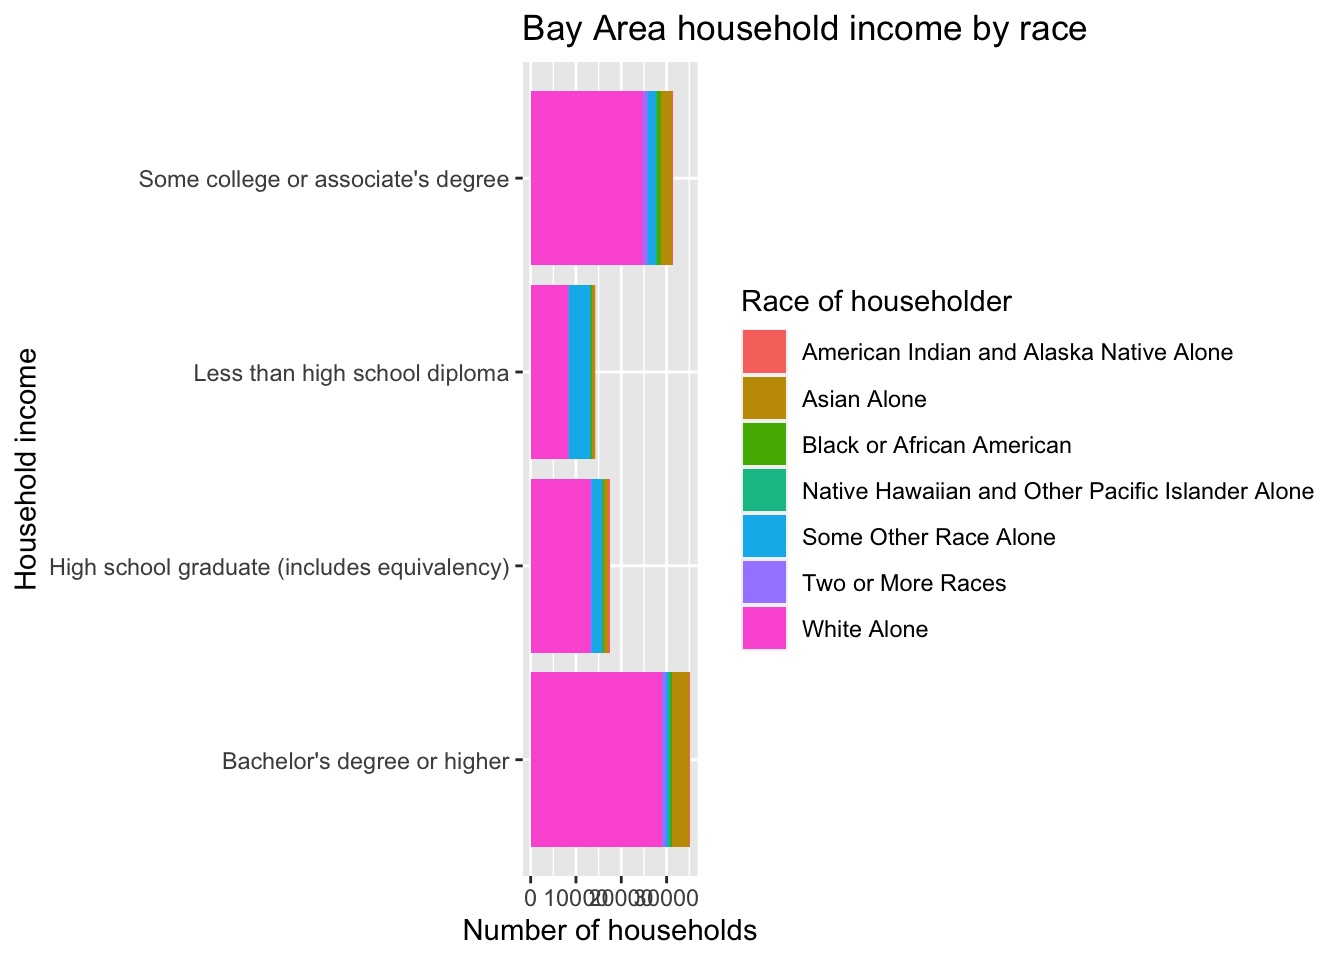 Bay Area household income by race
Some college or associate's degree
Less than high school diploma
High school graduate (includes equivalency)
Bachelor's degree or higher
Household income
0 10000 20000 30000
Number of households
Race of householder
American Indian and Alaska Native Alone
Asian Alone
Black or African American
Native Hawaiian and Other Pacific Islander Alone
Some Other Race Alone
Two or More Races
White Alone